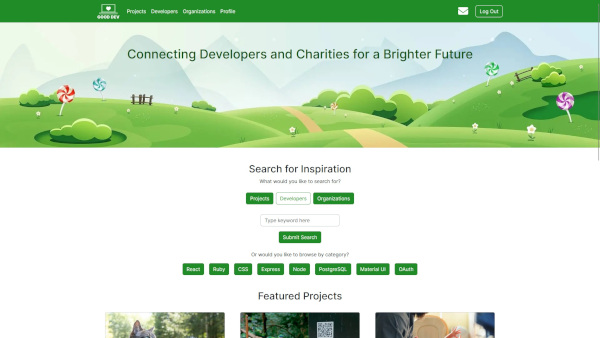 GOOD DEV
Projects Developers Organizations Profile
Log Out
Connecting Developers and Charities for a Brighter Future
Search for Inspiration
What would you like to search for?
Projects Developers Organizations
Type keyword here
Submit Search
Or would you like to browse by category?
React Ruby CSS Express Node PostgreSQL Material UI OAuth
Featured Projects